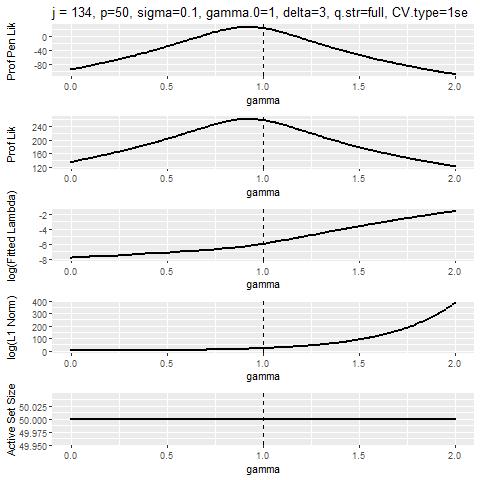 j = 134, p=50, sigma=0.1, gamma.0=1, delta=3, q.str=full, CV.type=1se
Prof Pen Lik
0
-40
-80
0.0 0.5 1.0 1.5 2.0
gamma
Prof Lik
240
200
160
120
0.0 0.5 1.0 1.5 2.0
gamma
log(Fitted Lambda)
-2
-4
-6
-8
0.0 0.5 1.0 1.5 2.0
gamma
log(L1 Norm)
400
300
200
100
0
0.0 0.5 1.0 1.5 2.0
gamma
Active Set Size
50.025
50.000
49.975
49.950
0.0 0.5 1.0 1.5 2.0
gamma